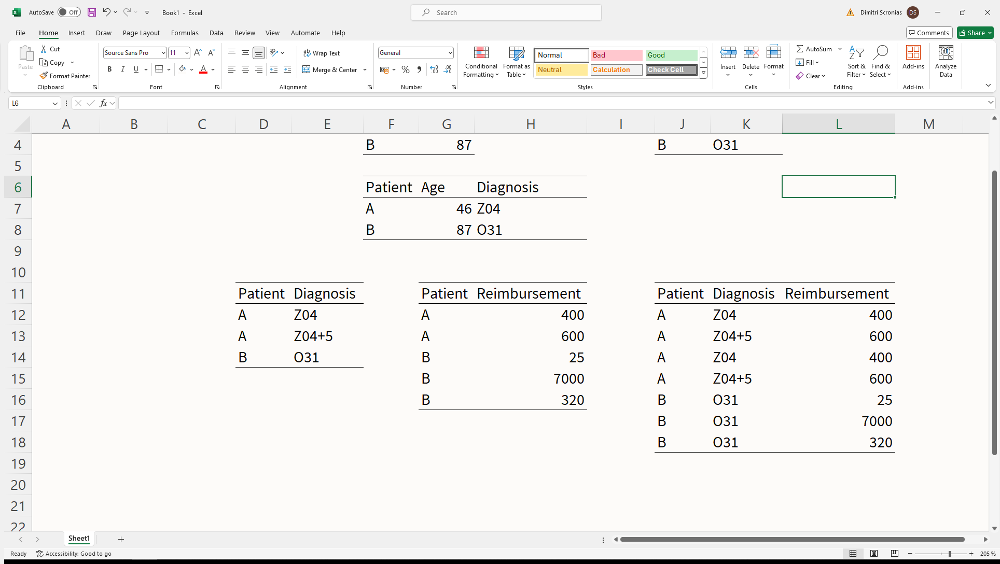 AutoSave Off Book1 - Excel Search Dimitri Scronias DS
File Home Insert Draw Page Layout Formulas Data Review View Automate Help Comments Share
Paste Cut Copy Format Painter Clipboard
Source Sans Pro 11 B I U Font
Wrap Text Merge & Center Alignment
General Number
Conditional Formatting Format as Table Normal Bad Good Neutral Calculation Check Cell Styles
Insert Delete Format Cells
AutoSum Fill Clear Sort & Filter Find & Select Editing
Add-ins Add-ins
Analyze Data
L6 fx
A B C D E F G H I J K L M
4 B 87 B O31
5
6 Patient Age Diagnosis
7 A 46 Z04
8 B 87 O31
9
10
11 Patient Diagnosis Patient Reimbursement Patient Diagnosis Reimbursement
12 A Z04 A 400 A Z04 400
13 A Z04+5 A 600 A Z04+5 600
14 B O31 B 25 A Z04 400
15 B 7000 A Z04+5 600
16 B 320 B O31 25
17 B O31 7000
18 B O31 320
19
20
21
22
Sheet1
Ready Accessibility: Good to go 205 %